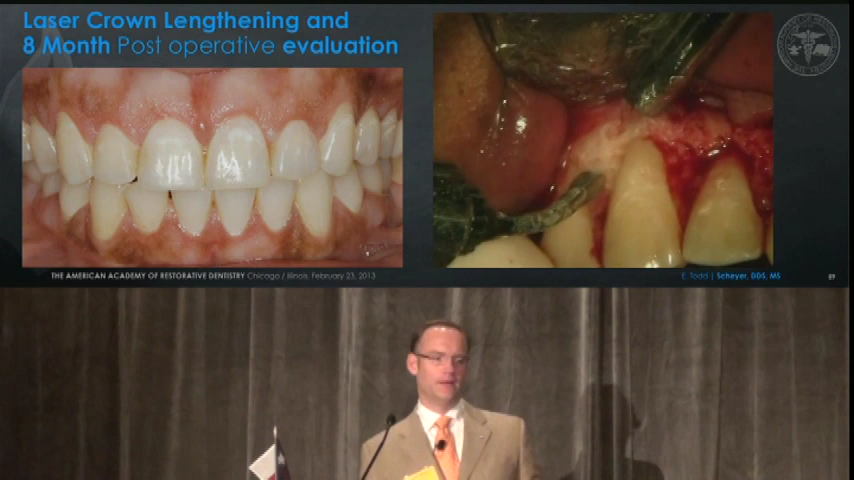 Laser Crown Lengthening and
8 Month Post operative evaluation
THE AMERICAN ACADEMY OF RESTORATIVE DENTISTRY Chicago / Illinois, February 23, 2013
E. Todd | Scheyer, DDS, MS
89